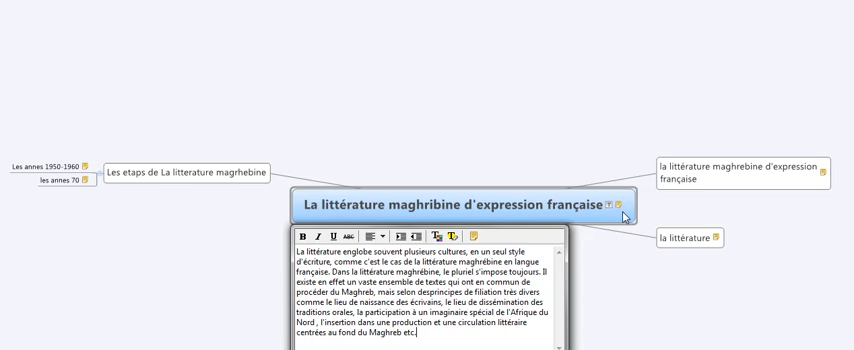 la littérature maghrebine d'expression
française
Les annes 1950-1960
les annes 70
Les etaps de La litterature magrhebine
La littérature maghribine d'expression française
la littérature
B I U ABC
La littérature englobe souvent plusieurs cultures, en un seul style
d'écriture, comme c'est le cas de la littérature maghrébine en langue
française. Dans la littérature maghrébine, le pluriel s'impose toujours. Il
existe en effet un vaste ensemble de textes qui ont en commun de
procéder du Maghreb, mais selon desprincipes de filiation très divers
comme le lieu de naissance des écrivains, le lieu de dissémination des
traditions orales, la participation à un imaginaire spécial de l'Afrique du
Nord , l'insertion dans une production et une circulation littéraire
centrées au fond du Maghreb etc.